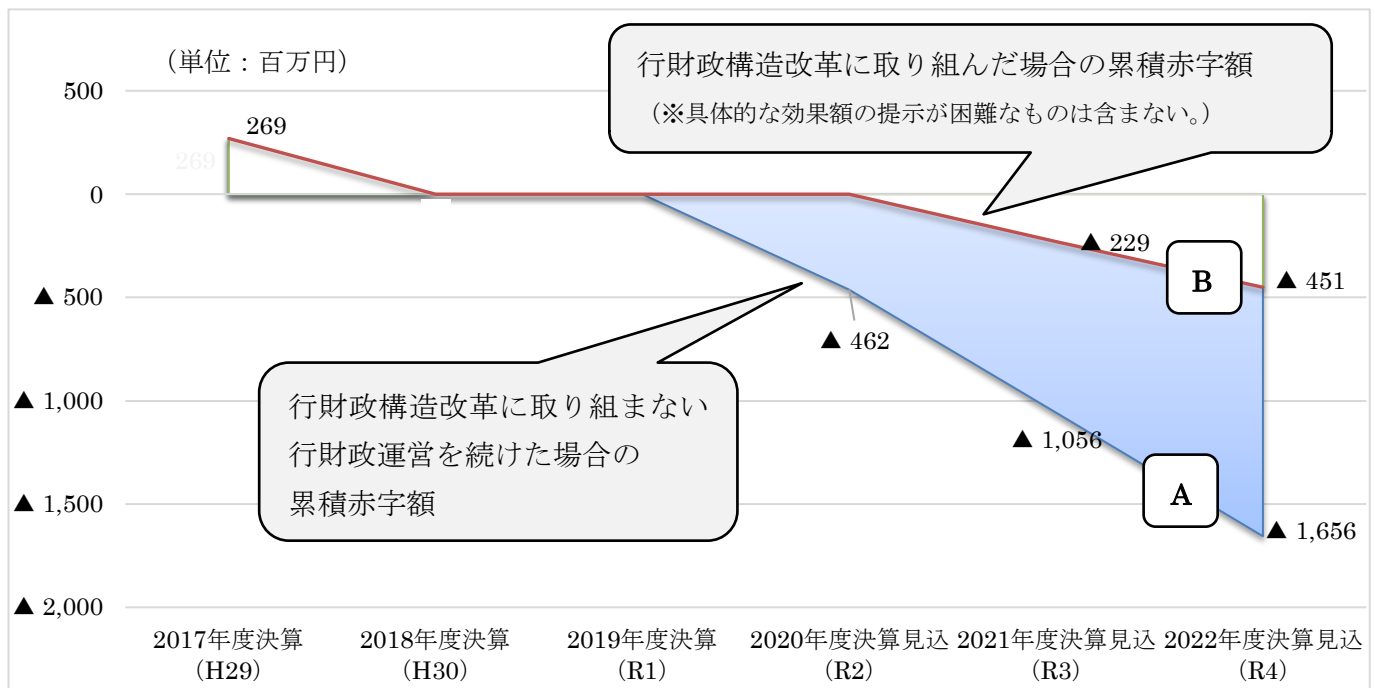 （単位：百万円）
行財政構造改革に取り組んだ場合の累積赤字額
（※具体的な効果額の提示が困難なものは含まない。）
500
269
269
0
▲ 229
B
▲ 451
▲ 500
▲ 462
行財政構造改革に取り組まない
行財政運営を続けた場合の
累積赤字額
▲ 1,000
▲ 1,056
A
▲ 1,500
▲ 1,656
▲ 2,000
2017年度決算
（H29）
2018年度決算
（H30）
2019年度決算
（R1）
2020年度決算見込
（R2）
2021年度決算見込
（R3）
2022年度決算見込
（R4）